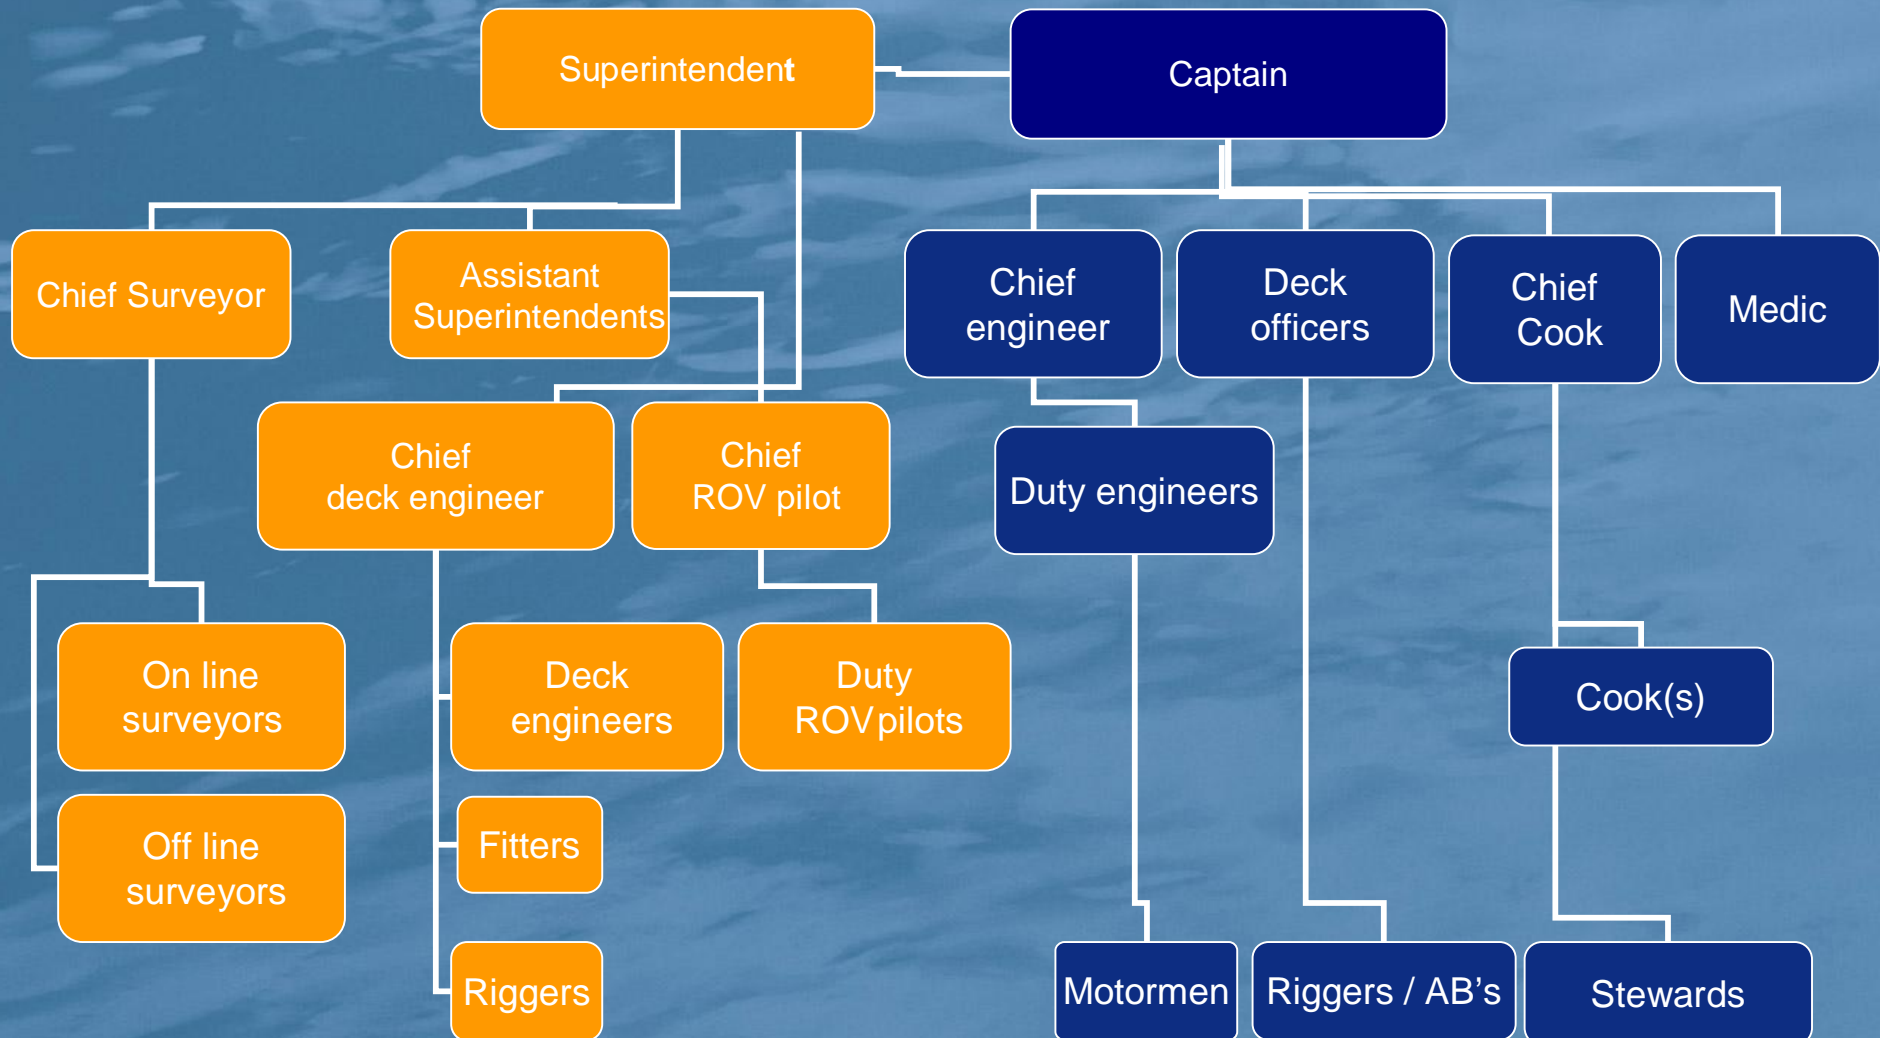 Superintendent
Captain
Chief Surveyor
Assistant
Superintendents
Chief
engineer
Deck
officers
Chief
Cook
Medic
Chief
deck engineer
Chief
ROV pilot
Duty engineers
On line
surveyors
Deck
engineers
Duty
ROV pilots
Cook(s)
Off line
surveyors
Fitters
Riggers
Motormen
Riggers / AB’s
Stewards